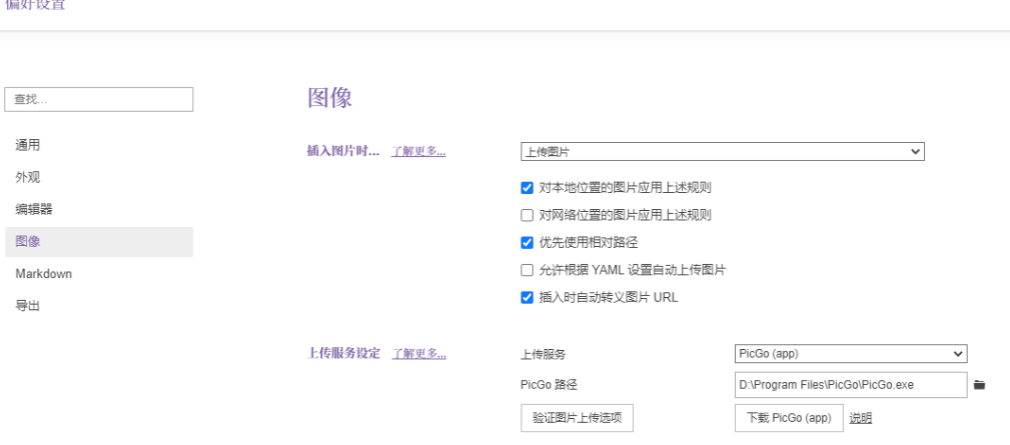 偏好设置
查找...
通用
外观
编辑器
图像
Markdown
导出
图像
插入图片时... 了解更多... 上传图片
对本地位置的图片应用上述规则
对网络位置的图片应用上述规则
优先使用相对路径
允许根据 YAML 设置自动上传图片
插入时自动转义图片 URL
上传服务设定 了解更多... 上传服务 PicGo (app)
PicGo 路径 D:\Program Files\PicGo\PicGo.exe
验证图片上传选项 下载 PicGo (app) 说明